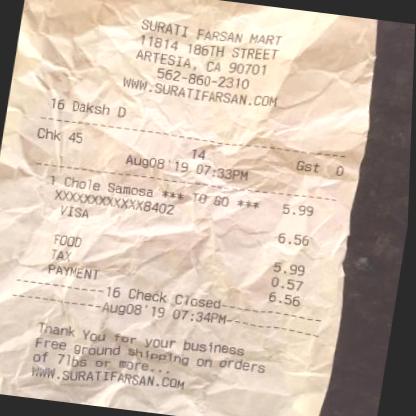 SURATI FARSAN MART
11814 186TH STREET
ARTESIA, CA 90701
562-860-2310
WWW.SURATIFARSAN.COM
16 Daksh D
Chk 45 14 Gst 0
Aug08'19 07:33PM
1 Chole Samosa *** TO GO *** 5.99
XXXXXXXXXXXX8402
VISA 6.56
FOOD 5.99
TAX 0.57
PAYMENT 6.56
----------16 Check Closed----------
----------Aug08'19 07:34PM----------
Thank You for your business
Free ground shipping on orders
of 7lbs or more...
WWW.SURATIFARSAN.COM